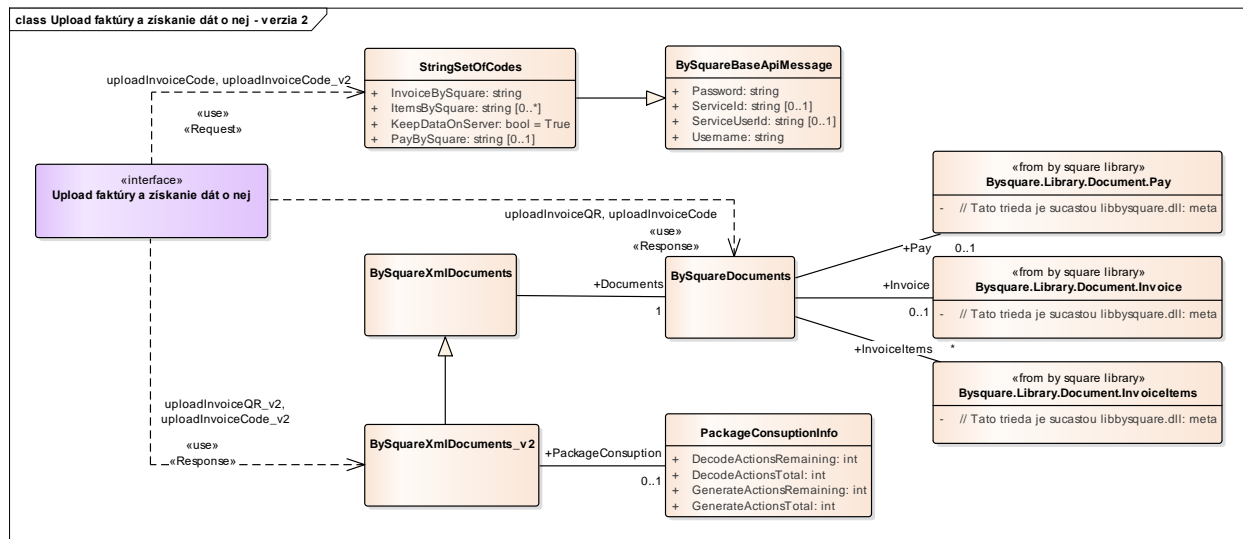 class Upload faktúry a získanie dát o nej - verzia 2
uploadInvoiceCode, uploadInvoiceCode_v2
«use»
«Request»
StringSetOfCodes
+ InvoiceBySquare: string
+ ItemsBySquare: string [0..*]
+ KeepDataOnServer: bool = True
+ PayBySquare: string [0..1]
BySquareBaseApiMessage
+ Password: string
+ ServiceId: string [0..1]
+ ServiceUserId: string [0..1]
+ Username: string
«interface»
Upload faktúry a získanie dát o nej
uploadInvoiceQR, uploadInvoiceCode
«use»
«Response»
«from by square library»
Bysquare.Library.Document.Pay
- // Tato trieda je sucastou libbysquare.dll: meta
+Pay 0..1
BySquareXmlDocuments
+Documents
1
BySquareDocuments
+Invoice
0..1
«from by square library»
Bysquare.Library.Document.Invoice
- // Tato trieda je sucastou libbysquare.dll: meta
+InvoiceItems *
«from by square library»
Bysquare.Library.Document.InvoiceItems
- // Tato trieda je sucastou libbysquare.dll: meta
uploadInvoiceQR_v2,
uploadInvoiceCode_v2
«use»
«Response»
BySquareXmlDocuments_v2
+PackageConsuption
0..1
PackageConsuptionInfo
+ DecodeActionsRemaining: int
+ DecodeActionsTotal: int
+ GenerateActionsRemaining: int
+ GenerateActionsTotal: int